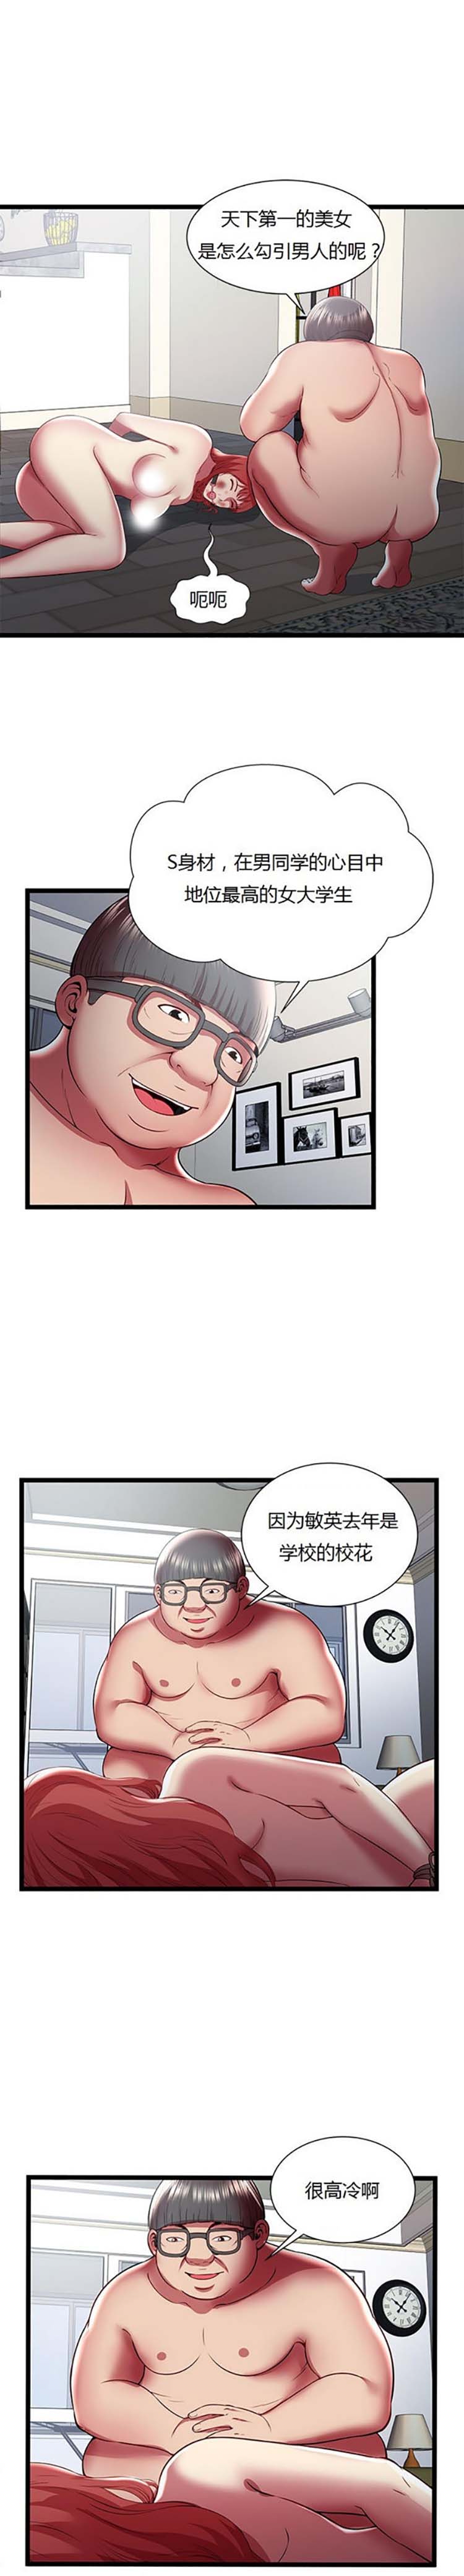 天下第一的美女
是怎么勾引男人的呢？
呃呃
S身材，在男同学的心目中
地位最高的女大学生
因为敏英去年是
学校的校花
很高冷啊